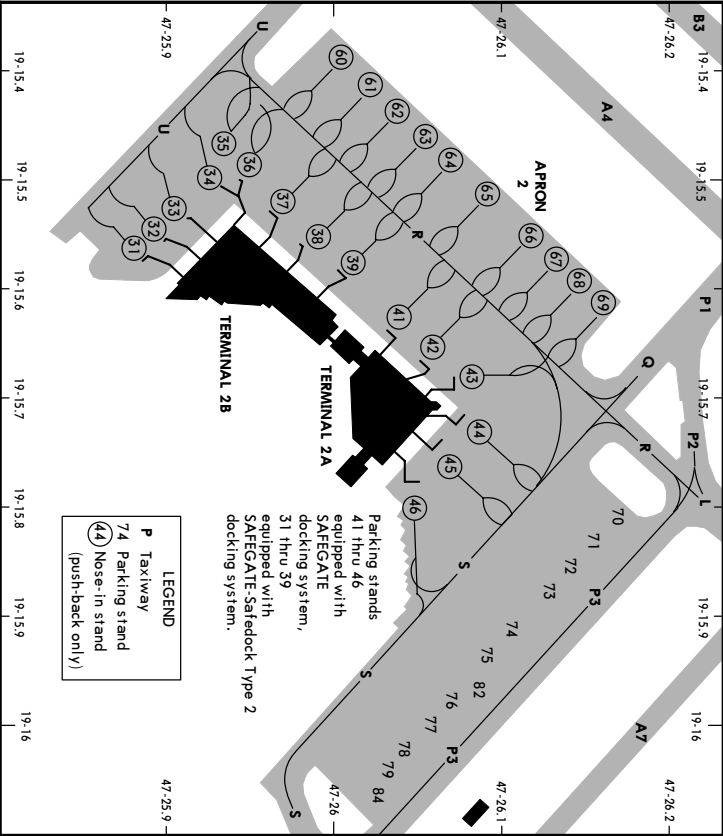 19-15.4
19-15.5
19-15.6
19-15.7
19-15.8
19-15.9
19-16
B3
P1
P2
L
47-26.2
A4
Q
R
70
71
72
73
P3
A7
APRON
2
60
61
62
63
64
65
66
67
68
69
47-26.1
R
74
75
82
76
77
78
79
84
P3
47-26.1
U
35
36
37
38
39
41
42
43
44
45
46
S
S
S
47-25.9
U
34
33
32
31
TERMINAL 2B
TERMINAL 2A
Parking stands
41 thru 46
equipped with
SAFEGATE
docking system,
31 thru 39
equipped with
SAFEGATE-Safedock Type 2
docking system.
47-26
47-25.9
LEGEND
P Taxiway
74 Parking stand
44 Nose-in stand
(push-back only)
19-15.4
19-15.5
19-15.6
19-15.7
19-15.8
19-15.9
19-16